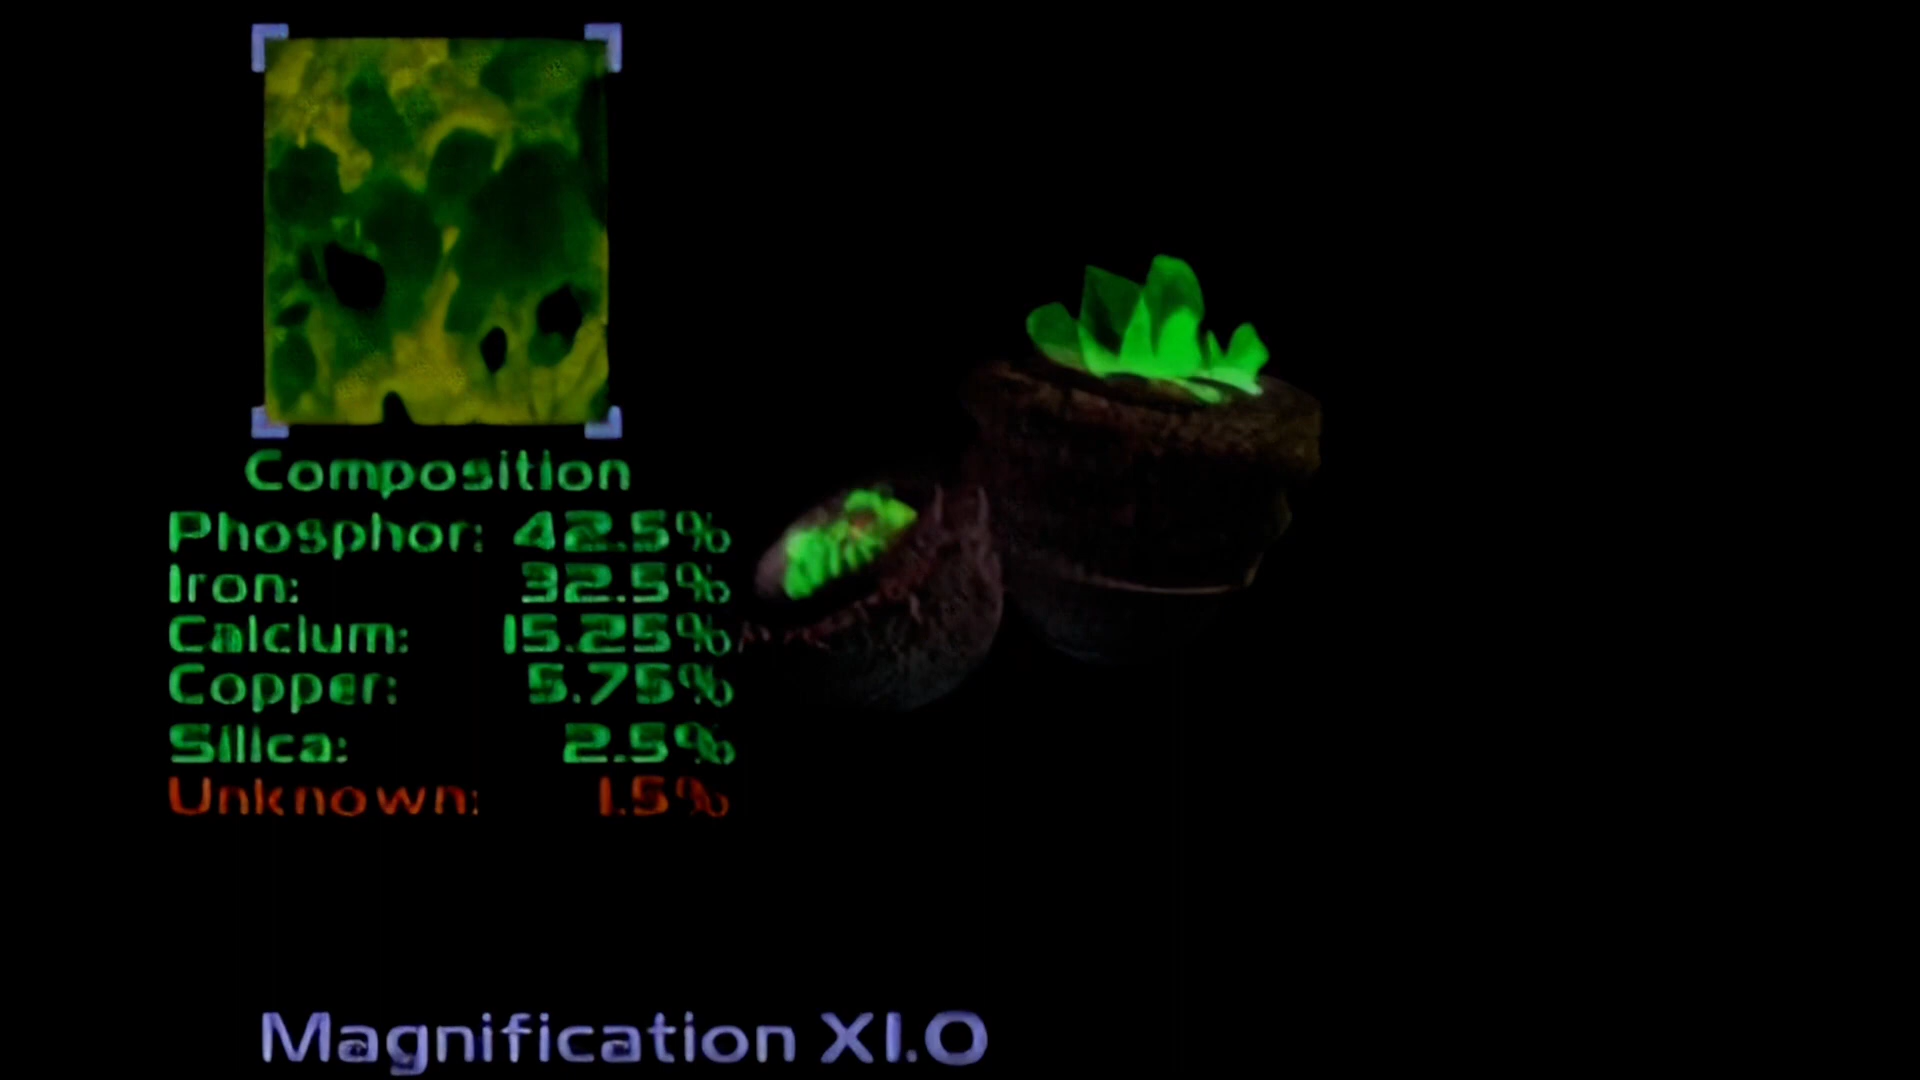 Composition
Phosphor: 42.5%
Iron: 32.5%
Calcium: 15.25%
Copper: 5.75%
Silica: 2.5%
Unknown: 1.5%
Magnification X1.0